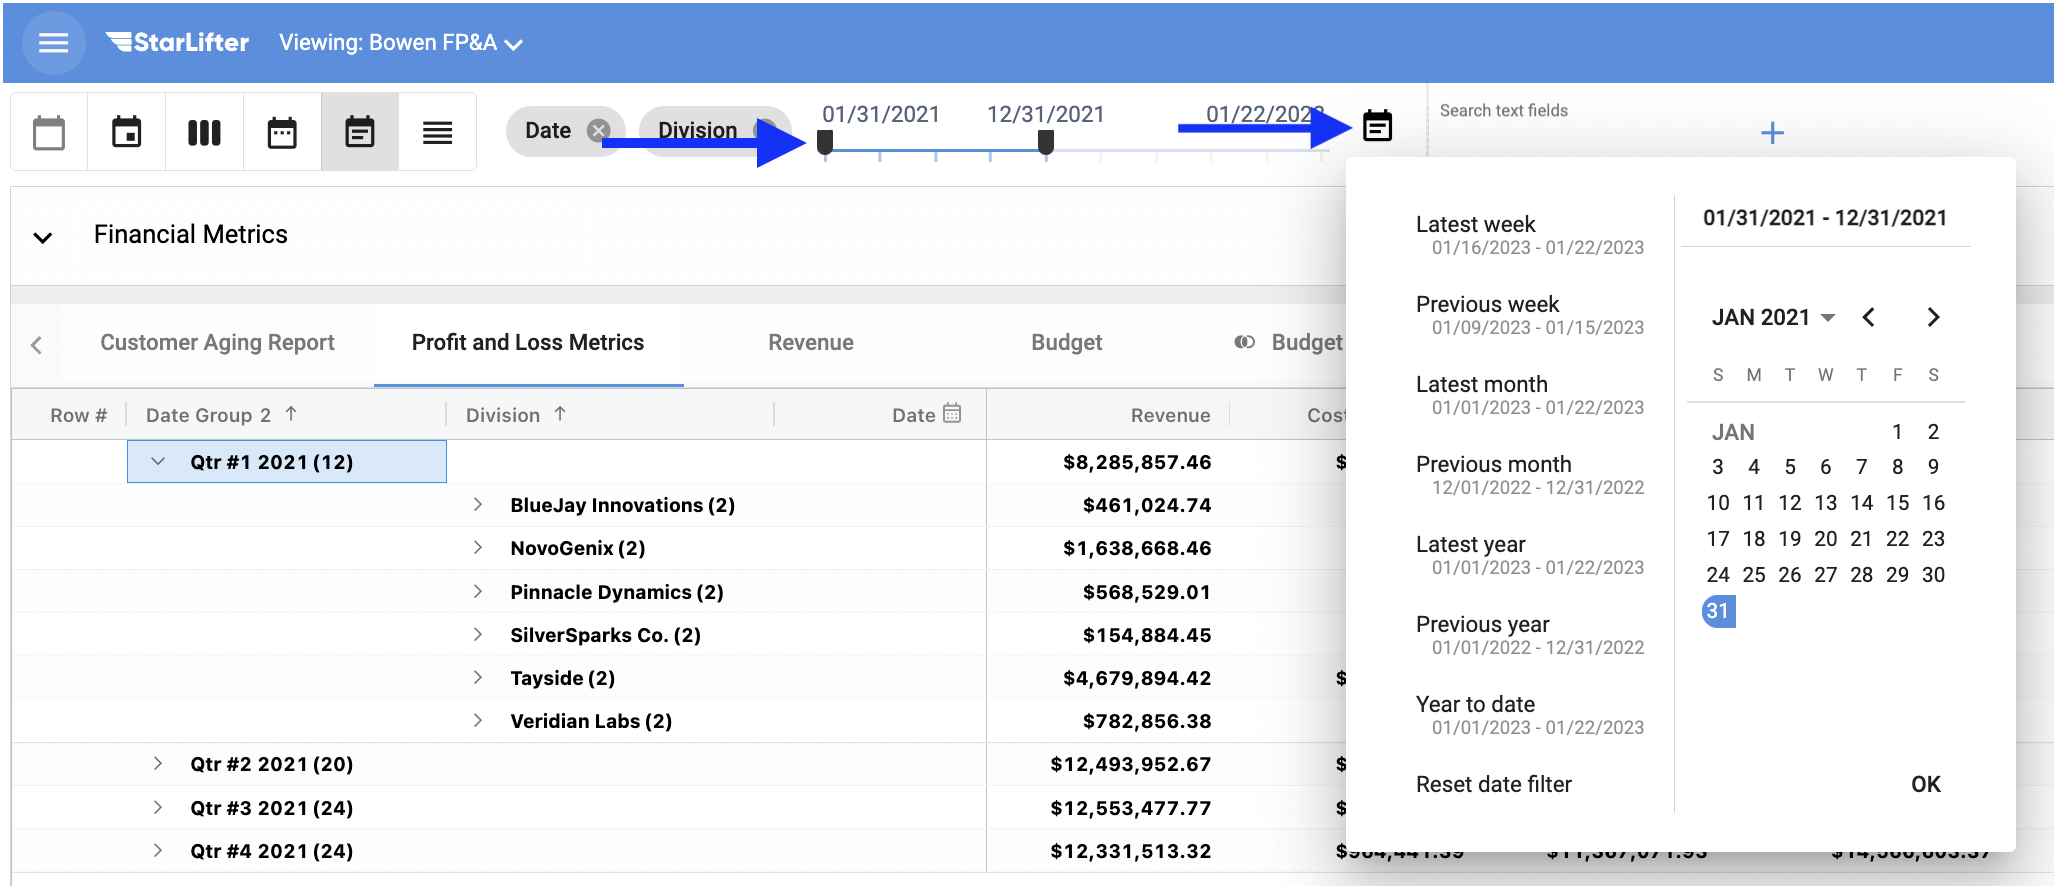 StarLifter Viewing: Bowen FP&A
Date Division 01/31/2021 12/31/2021 01/22/2023 Search text fields
Financial Metrics
Customer Aging Report Profit and Loss Metrics Revenue Budget Budget
Row # Date Group 2 Division Date Revenue
Qtr #1 2021 (12) $8,285,857.46 $
BlueJay Innovations (2) $461,024.74
NovoGenix (2) $1,638,668.46
Pinnacle Dynamics (2) $568,529.01
SilverSparks Co. (2) $154,884.45
Tayside (2) $4,679,894.42 $
Veridian Labs (2) $782,856.38
Qtr #2 2021 (20) $12,493,952.67 $
Qtr #3 2021 (24) $12,553,477.77 $
Qtr #4 2021 (24) $12,331,513.32
Latest week
01/16/2023 - 01/22/2023
Previous week
01/09/2023 - 01/15/2023
Latest month
01/01/2023 - 01/22/2023
Previous month
12/01/2022 - 12/31/2022
Latest year
01/01/2023 - 01/22/2023
Previous year
01/01/2022 - 12/31/2022
Year to date
01/01/2023 - 01/22/2023
Reset date filter
01/31/2021 - 12/31/2021
JAN 2021
S M T W T F S
JAN 1 2
3 4 5 6 7 8 9
10 11 12 13 14 15 16
17 18 19 20 21 22 23
24 25 26 27 28 29 30
31
OK